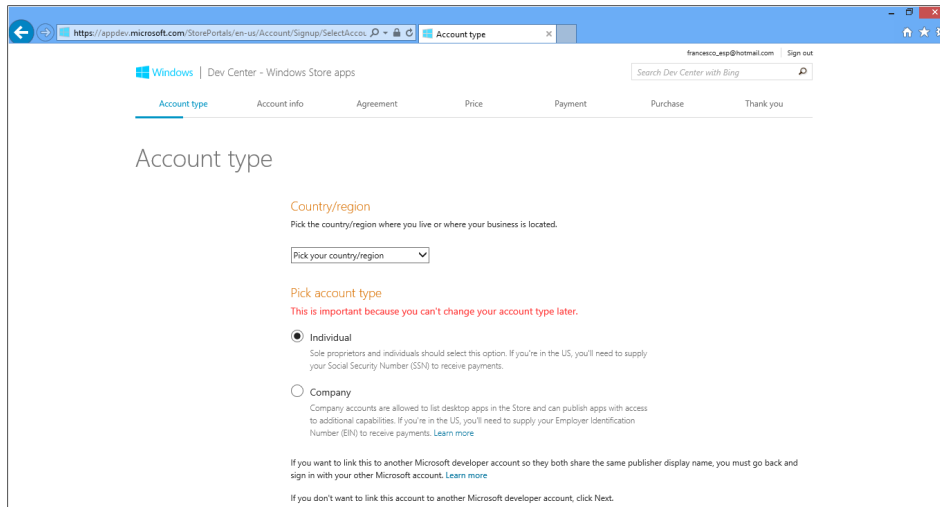 https://appdev.microsoft.com/StorePortals/en-us/Account/Signup/SelectAccou
Account type
francesco_esp@hotmail.com Sign out
Windows | Dev Center - Windows Store apps
Search Dev Center with Bing
Account type Account info Agreement Price Payment Purchase Thank you
Account type
Country/region
Pick the country/region where you live or where your business is located.
Pick your country/region
Pick account type
This is important because you can't change your account type later.
Individual
Sole proprietors and individuals should select this option. If you're in the US, you'll need to supply
your Social Security Number (SSN) to receive payments.
Company
Company accounts are allowed to list desktop apps in the Store and can publish apps with access
to additional capabilities. If you're in the US, you'll need to supply your Employer Identification
Number (EIN) to receive payments. Learn more
If you want to link this to another Microsoft developer account so they both share the same publisher display name, you must go back and
sign in with your other Microsoft account. Learn more
If you don't want to link this account to another Microsoft developer account, click Next.